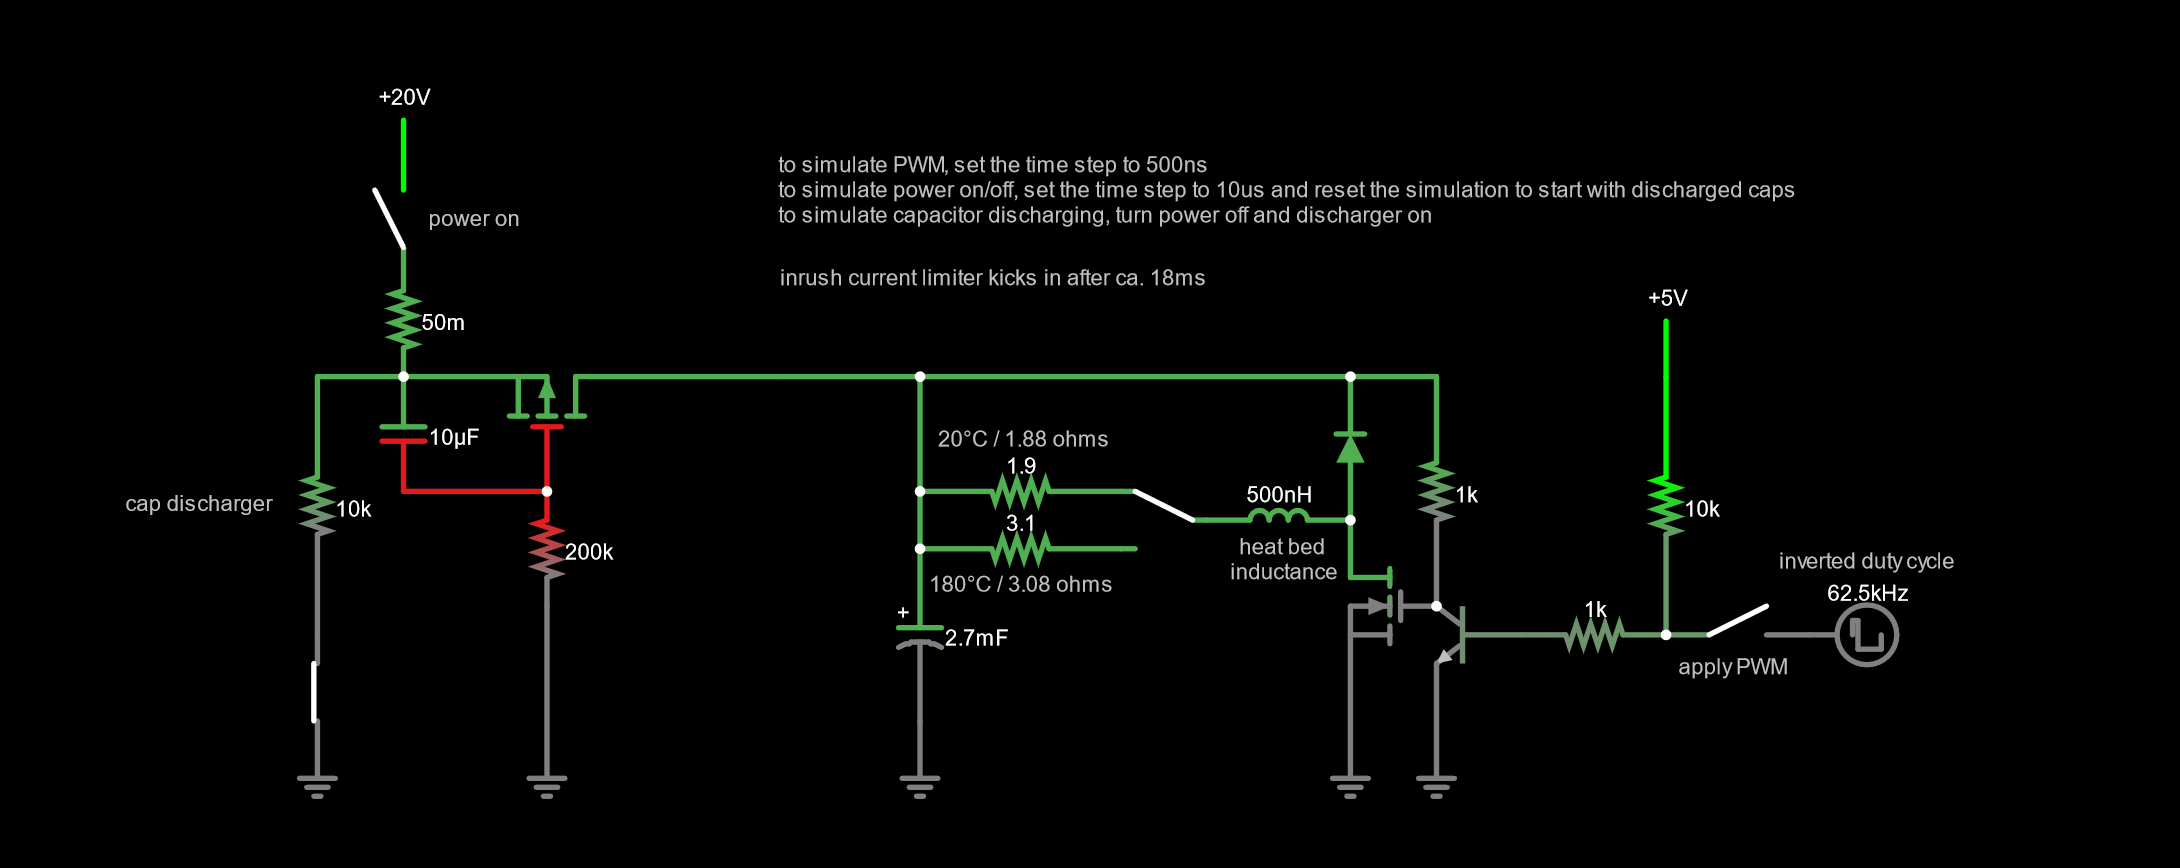 +20V
to simulate PWM, set the time step to 500ns
to simulate power on/off, set the time step to 10us and reset the simulation to start with discharged caps
to simulate capacitor discharging, turn power off and discharger on
power on
inrush current limiter kicks in after ca. 18ms
+5V
50m
10µF
20°C / 1.88 ohms
1.9
cap discharger
10k
500nH
1k
10k
3.1
200k
heat bed
inductance
180°C / 3.08 ohms
inverted duty cycle
62.5kHz
+
2.7mF
1k
apply PWM